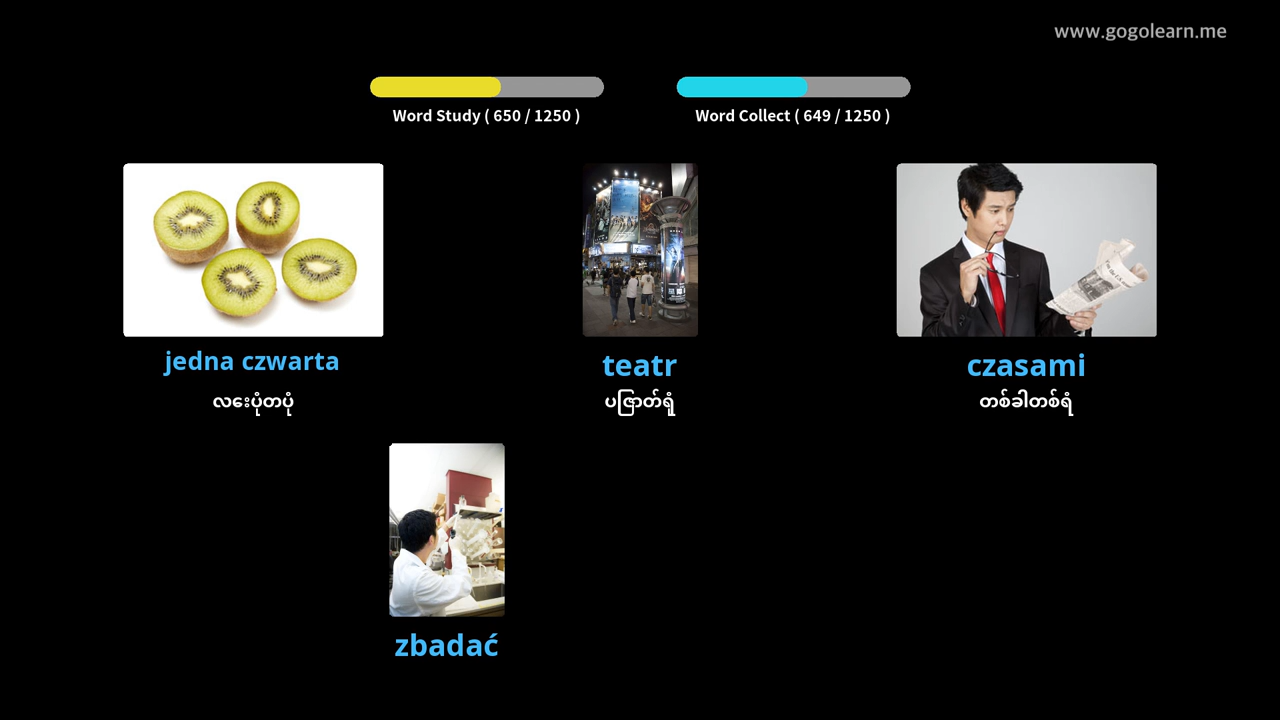 www.gogolearn.me
Word Study ( 650 / 1250 )
Word Collect ( 649 / 1250 )
jedna czwarta
လေးပုံတပုံ
teatr
ပဇြာတ်ရုံ
czasami
တစ်ခါတစ်ရံ
zbadać